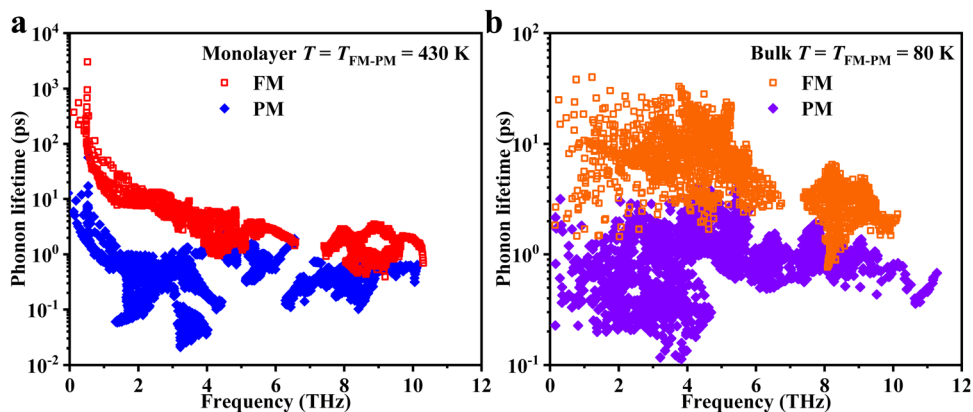 a
Monolayer T = T_FM-PM = 430 K
FM
PM
Phonon lifetime (ps)
10^4
10^3
10^2
10^1
10^0
10^-1
10^-2
0 2 4 6 8 10 12
Frequency (THz)
b
Bulk T = T_FM-PM = 80 K
FM
PM
Phonon lifetime (ps)
10^2
10^1
10^0
10^-1
0 2 4 6 8 10 12
Frequency (THz)